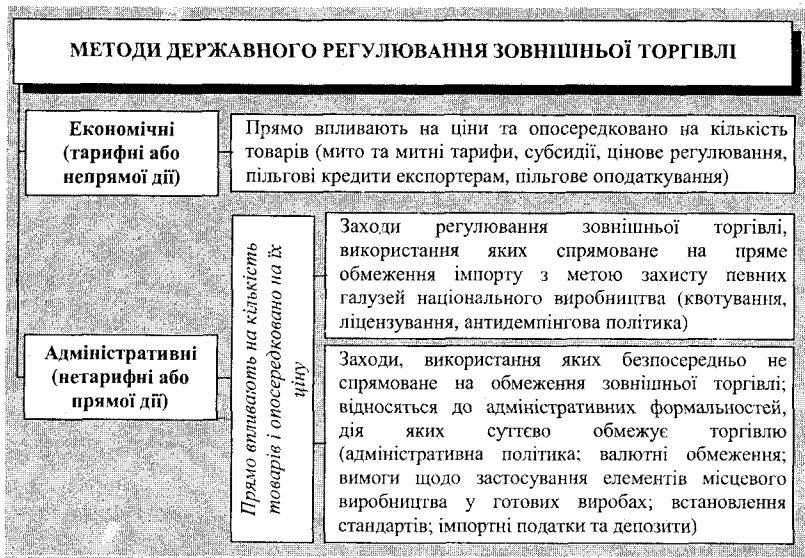 МЕТОДИ ДЕРЖАВНОГО РЕГУЛЮВАННЯ ЗОВНІШНЬОЇ ТОРГІВЛІ
Економічні
(тарифні або
непрямої дії)
Прямо впливають на ціни та опосередковано на кількість
товарів (мито та митні тарифи, субсидії, цінове регулювання,
пільгові кредити експортерам, пільгове оподаткування)
Адміністративні
(нетарифні або
прямої дії)
Прямо впливають на кількість
товарів і опосередковано на їх
ціну
Заходи регулювання зовнішньої торгівлі,
використання яких спрямоване на пряме
обмеження імпорту з метою захисту певних
галузей національного виробництва (квотування,
ліцензування, антидемпінгова політика)
Заходи, використання яких безпосередньо не
спрямоване на обмеження зовнішньої торгівлі;
відносяться до адміністративних формальностей,
дія яких суттєво обмежує торгівлю
(адміністративна політика; валютні обмеження;
вимоги щодо застосування елементів місцевого
виробництва у готових виробах; встановлення
стандартів; імпортні податки та депозити)